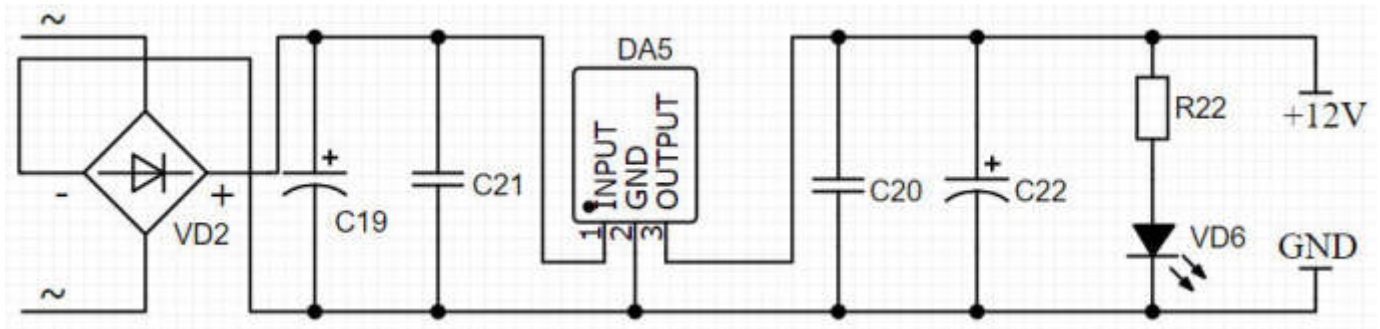 ~
DA5
INPUT
GND
OUTPUT
1
2
3
R22
+12V
+
+
- 
+
C21
C20
C22
C19
VD2
VD6
GND
~